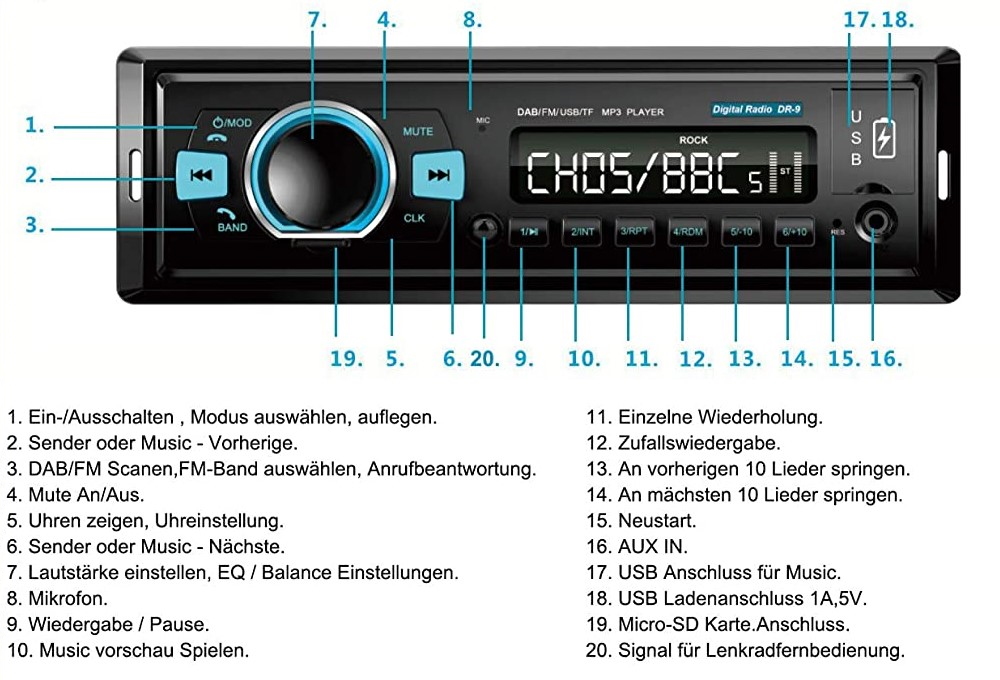 7. 4. 8. 17. 18.
1.
2.
3.
⏻/MOD
MUTE
BAND
CLK
MIC
DAB/FM/USB/TF MP3 PLAYER
Digital Radio DR-9
ROCK
CH05/BBC 5
ST
USB
1/⏯ 2/INT 3/RPT 4/RDM 5/-10 6/+10
RES
19. 5. 6. 20. 9. 10. 11. 12. 13. 14. 15. 16.
1. Ein-/Ausschalten , Modus auswählen, auflegen.
2. Sender oder Music - Vorherige.
3. DAB/FM Scanen,FM-Band auswählen, Anrufbeantwortung.
4. Mute An/Aus.
5. Uhren zeigen, Uhreinstellung.
6. Sender oder Music - Nächste.
7. Lautstärke einstellen, EQ / Balance Einstellungen.
8. Mikrofon.
9. Wiedergabe / Pause.
10. Music vorschau Spielen.
11. Einzelne Wiederholung.
12. Zufallswiedergabe.
13. An vorherigen 10 Lieder springen.
14. An mächsten 10 Lieder springen.
15. Neustart.
16. AUX IN.
17. USB Anschluss für Music.
18. USB Ladenanschluss 1A,5V.
19. Micro-SD Karte.Anschluss.
20. Signal für Lenkradfernbedienung.